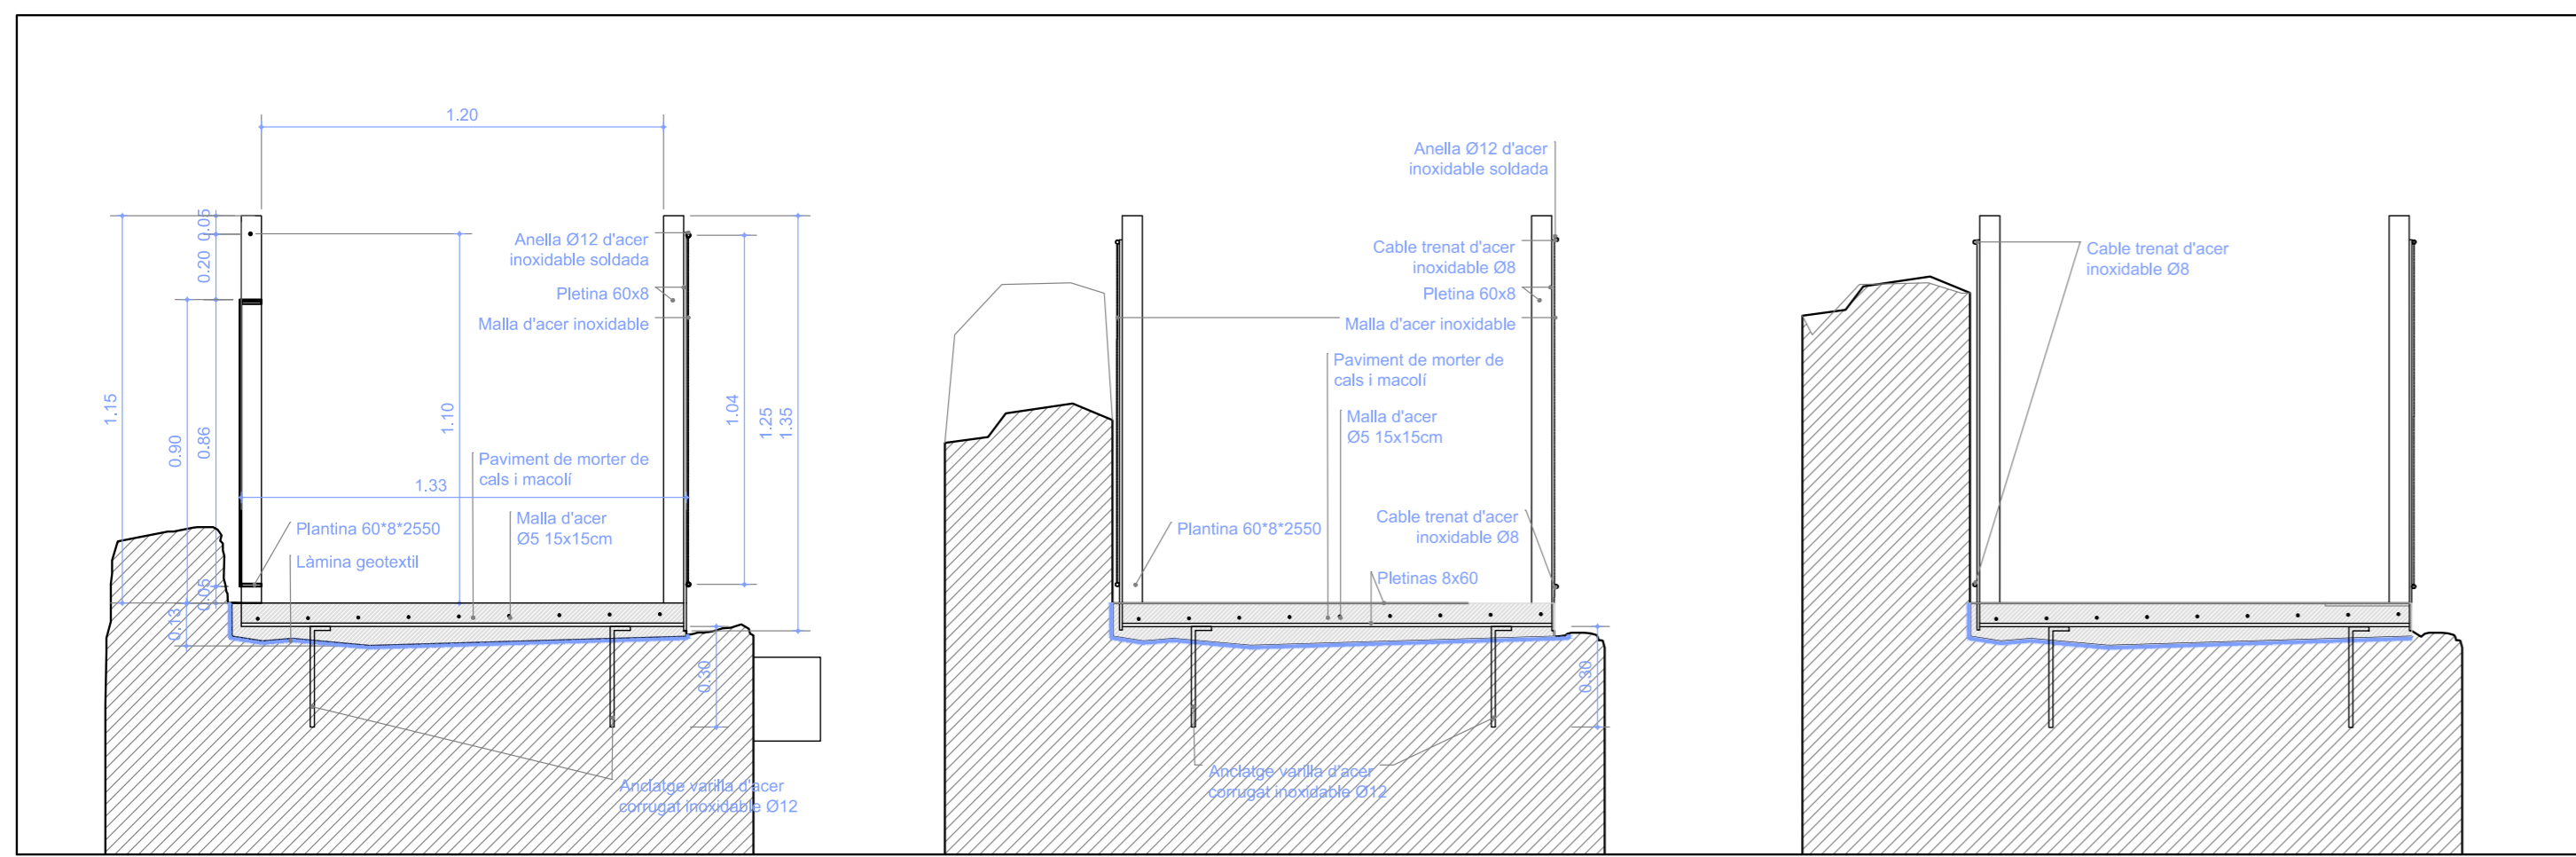 1.20
0.05
0.20
1.15
0.90
0.86
0.05
0.13
1.10
1.33
1.04
1.25
1.35
0.30
Anella Ø12 d'acer
inoxidable soldada
Pletina 60x8
Malla d'acer inoxidable
Paviment de morter de
cals i macolí
Plantina 60*8*2550
Làmina geotextil
Malla d'acer
Ø5 15x15cm
Anclatge varilla d'acer
corrugat inoxidable Ø12
Anella Ø12 d'acer
inoxidable soldada
Cable trenat d'acer
inoxidable Ø8
Pletina 60x8
Malla d'acer inoxidable
Paviment de morter de
cals i macolí
Malla d'acer
Ø5 15x15cm
Plantina 60*8*2550
Cable trenat d'acer
inoxidable Ø8
Pletinas 8x60
0.30
Anclatge varilla d'acer
corrugat inoxidable Ø12
Cable trenat d'acer
inoxidable Ø8